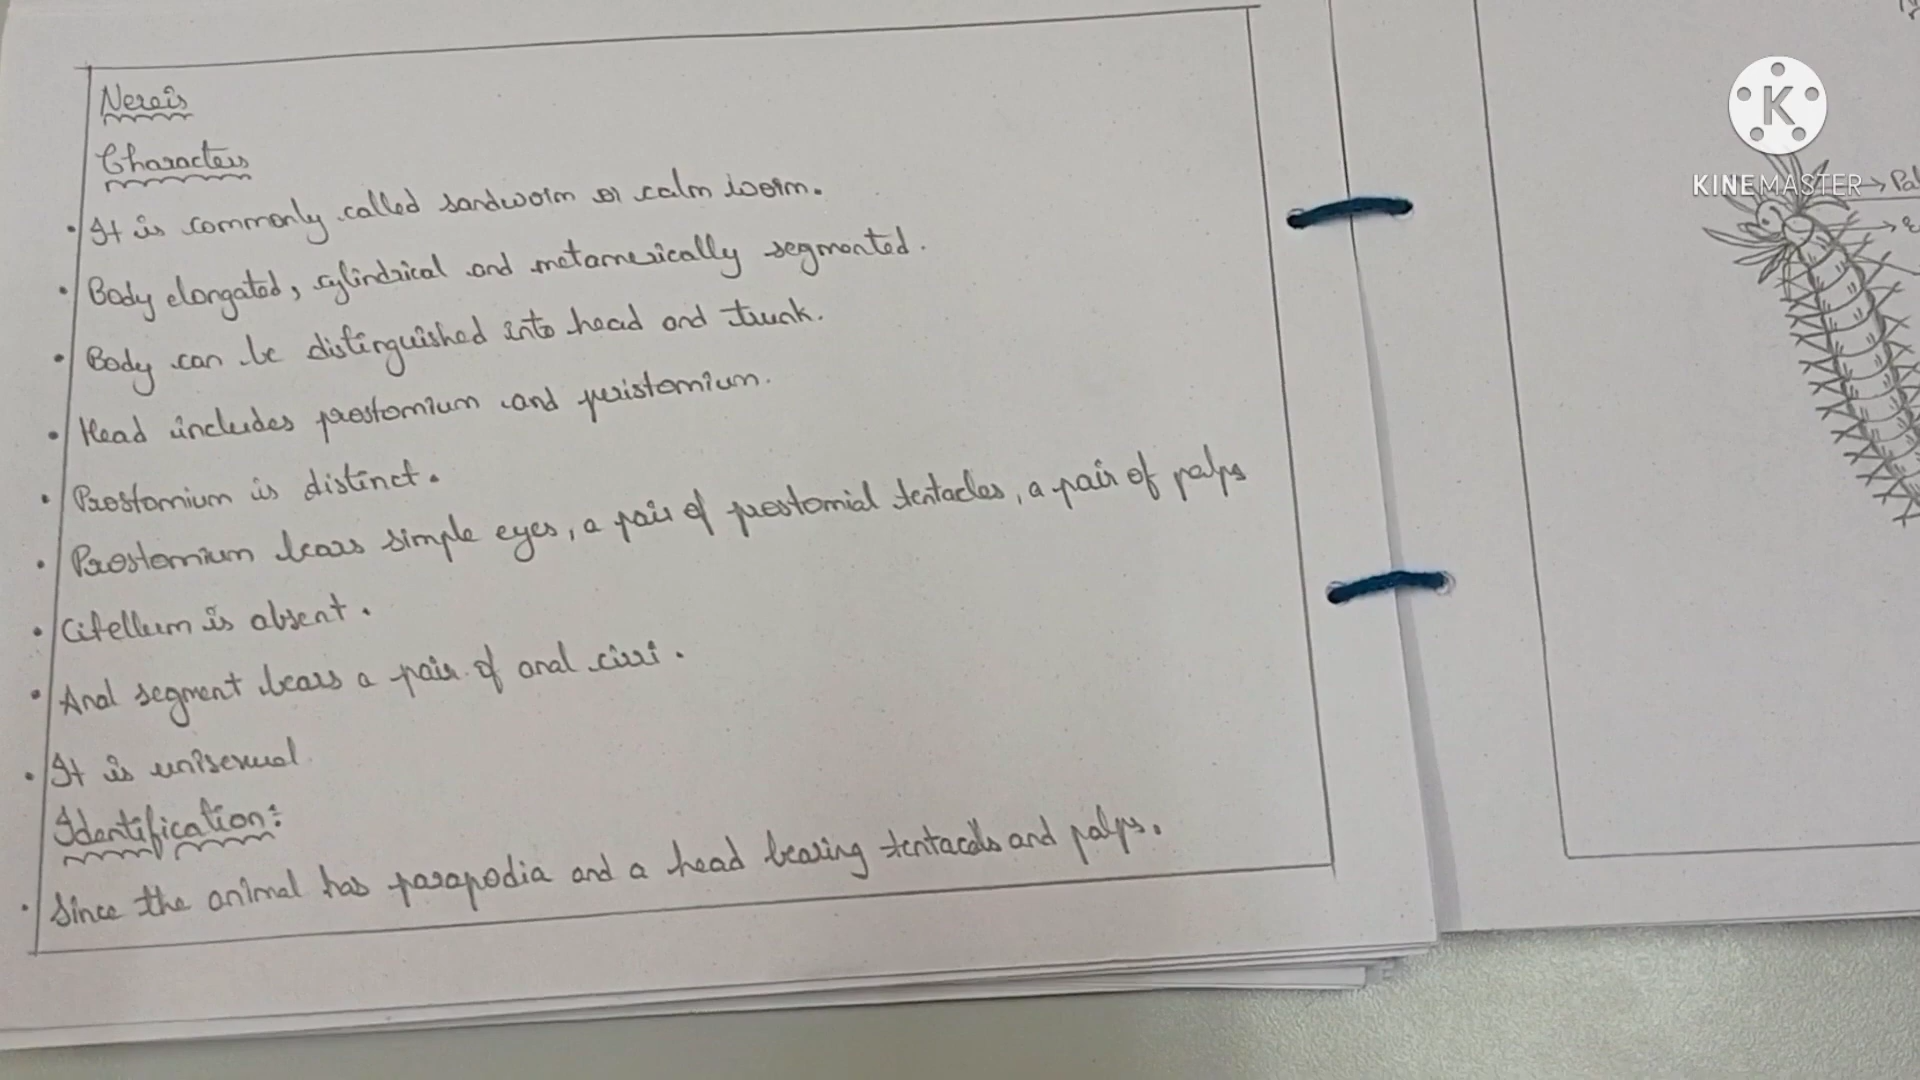 Nereis
Characters
• It is commonly called sandworm or calm worm.
• Body elongated, cylindrical and metamerically segmented.
• Body can be distinguished into head and trunk.
• Head includes prostomium and peristomium.
• Prostomium is distinct.
• Prostomium bears simple eyes, a pair of prostomial tentacles, a pair of palps
• Citellum is absent.
• Anal segment bears a pair of anal cirri.
• It is unisexual.
Identification:
• Since the animal has parapodia and a head bearing tentacals and palps.
KINEMASTER
K